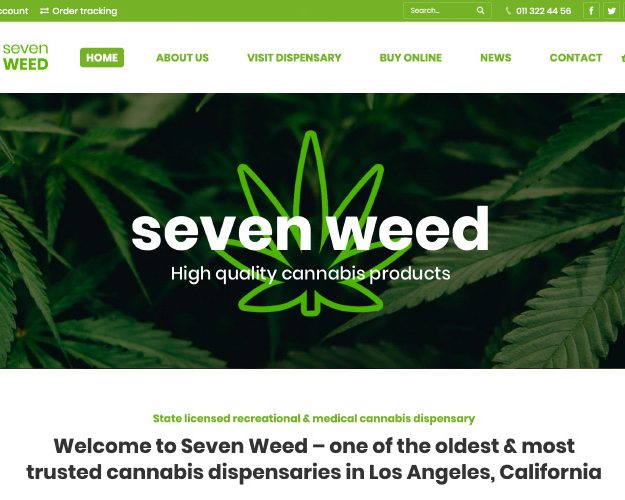 ccount Order tracking Search... 011 322 44 56
seven
WEED
HOME ABOUT US VISIT DISPENSARY BUY ONLINE NEWS CONTACT
seven weed
High quality cannabis products
State licensed recreational & medical cannabis dispensary
Welcome to Seven Weed – one of the oldest & most
trusted cannabis dispensaries in Los Angeles, California